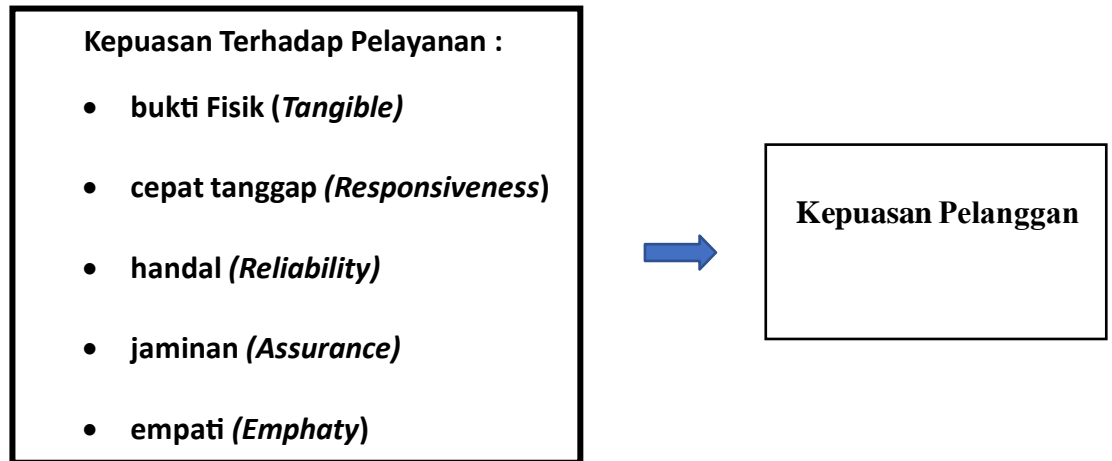 Kepuasan Terhadap Pelayanan :
• bukti Fisik (Tangible)
• cepat tanggap (Responsiveness)
• handal (Reliability)
• jaminan (Assurance)
• empati (Emphaty)
Kepuasan Pelanggan